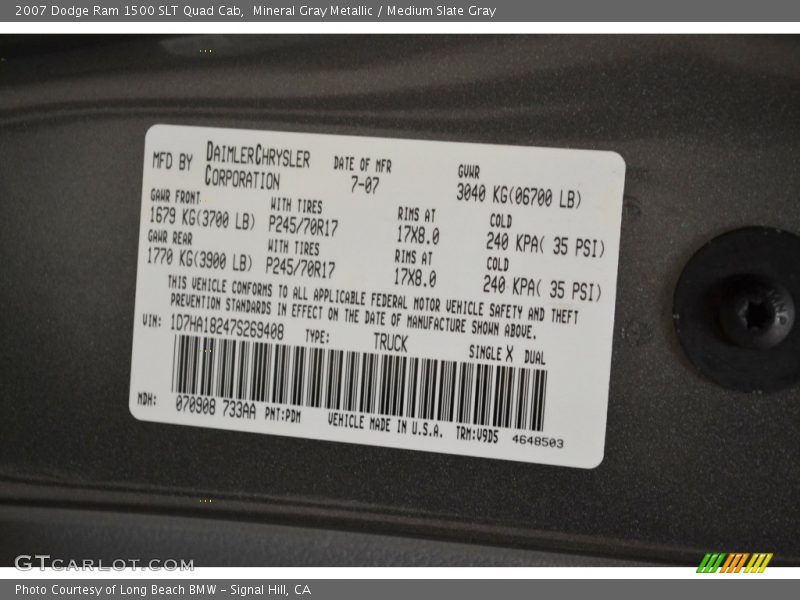 2007 Dodge Ram 1500 SLT Quad Cab,  Mineral Gray Metallic / Medium Slate Gray
MFD BY DAIMLERCHRYSLER CORPORATION DATE OF MFR 7-07 GVWR 3040 KG(06700 LB)
GAWR FRONT WITH TIRES RIMS AT COLD
1679 KG(3700 LB) P245/70R17 17X8.0 240 KPA( 35 PSI)
GAWR REAR WITH TIRES RIMS AT COLD
1770 KG(3900 LB) P245/70R17 17X8.0 240 KPA( 35 PSI)
THIS VEHICLE CONFORMS TO ALL APPLICABLE FEDERAL MOTOR VEHICLE SAFETY AND THEFT
PREVENTION STANDARDS IN EFFECT ON THE DATE OF MANUFACTURE SHOWN ABOVE.
VIN: 1D7HA18247S269408 TYPE: TRUCK SINGLE X DUAL
MDH: 070908 733AA PNT:PDM VEHICLE MADE IN U.S.A. TRM:V9D5 4648503
GTCARLOT.COM
Photo Courtesy of Long Beach BMW - Signal Hill, CA